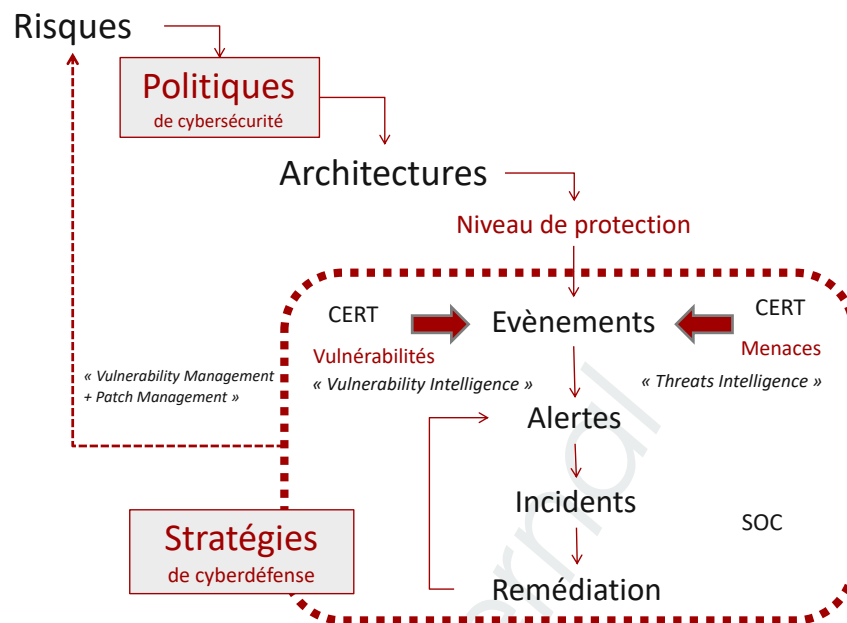 Risques
Politiques
de cybersécurité
Architectures
Niveau de protection
CERT
Evènements
CERT
Vulnérabilités
Menaces
« Vulnerability Management
+ Patch Management »
« Vulnerability Intelligence »
« Threats Intelligence »
Alertes
Incidents
SOC
Stratégies
de cyberdéfense
Remédiation